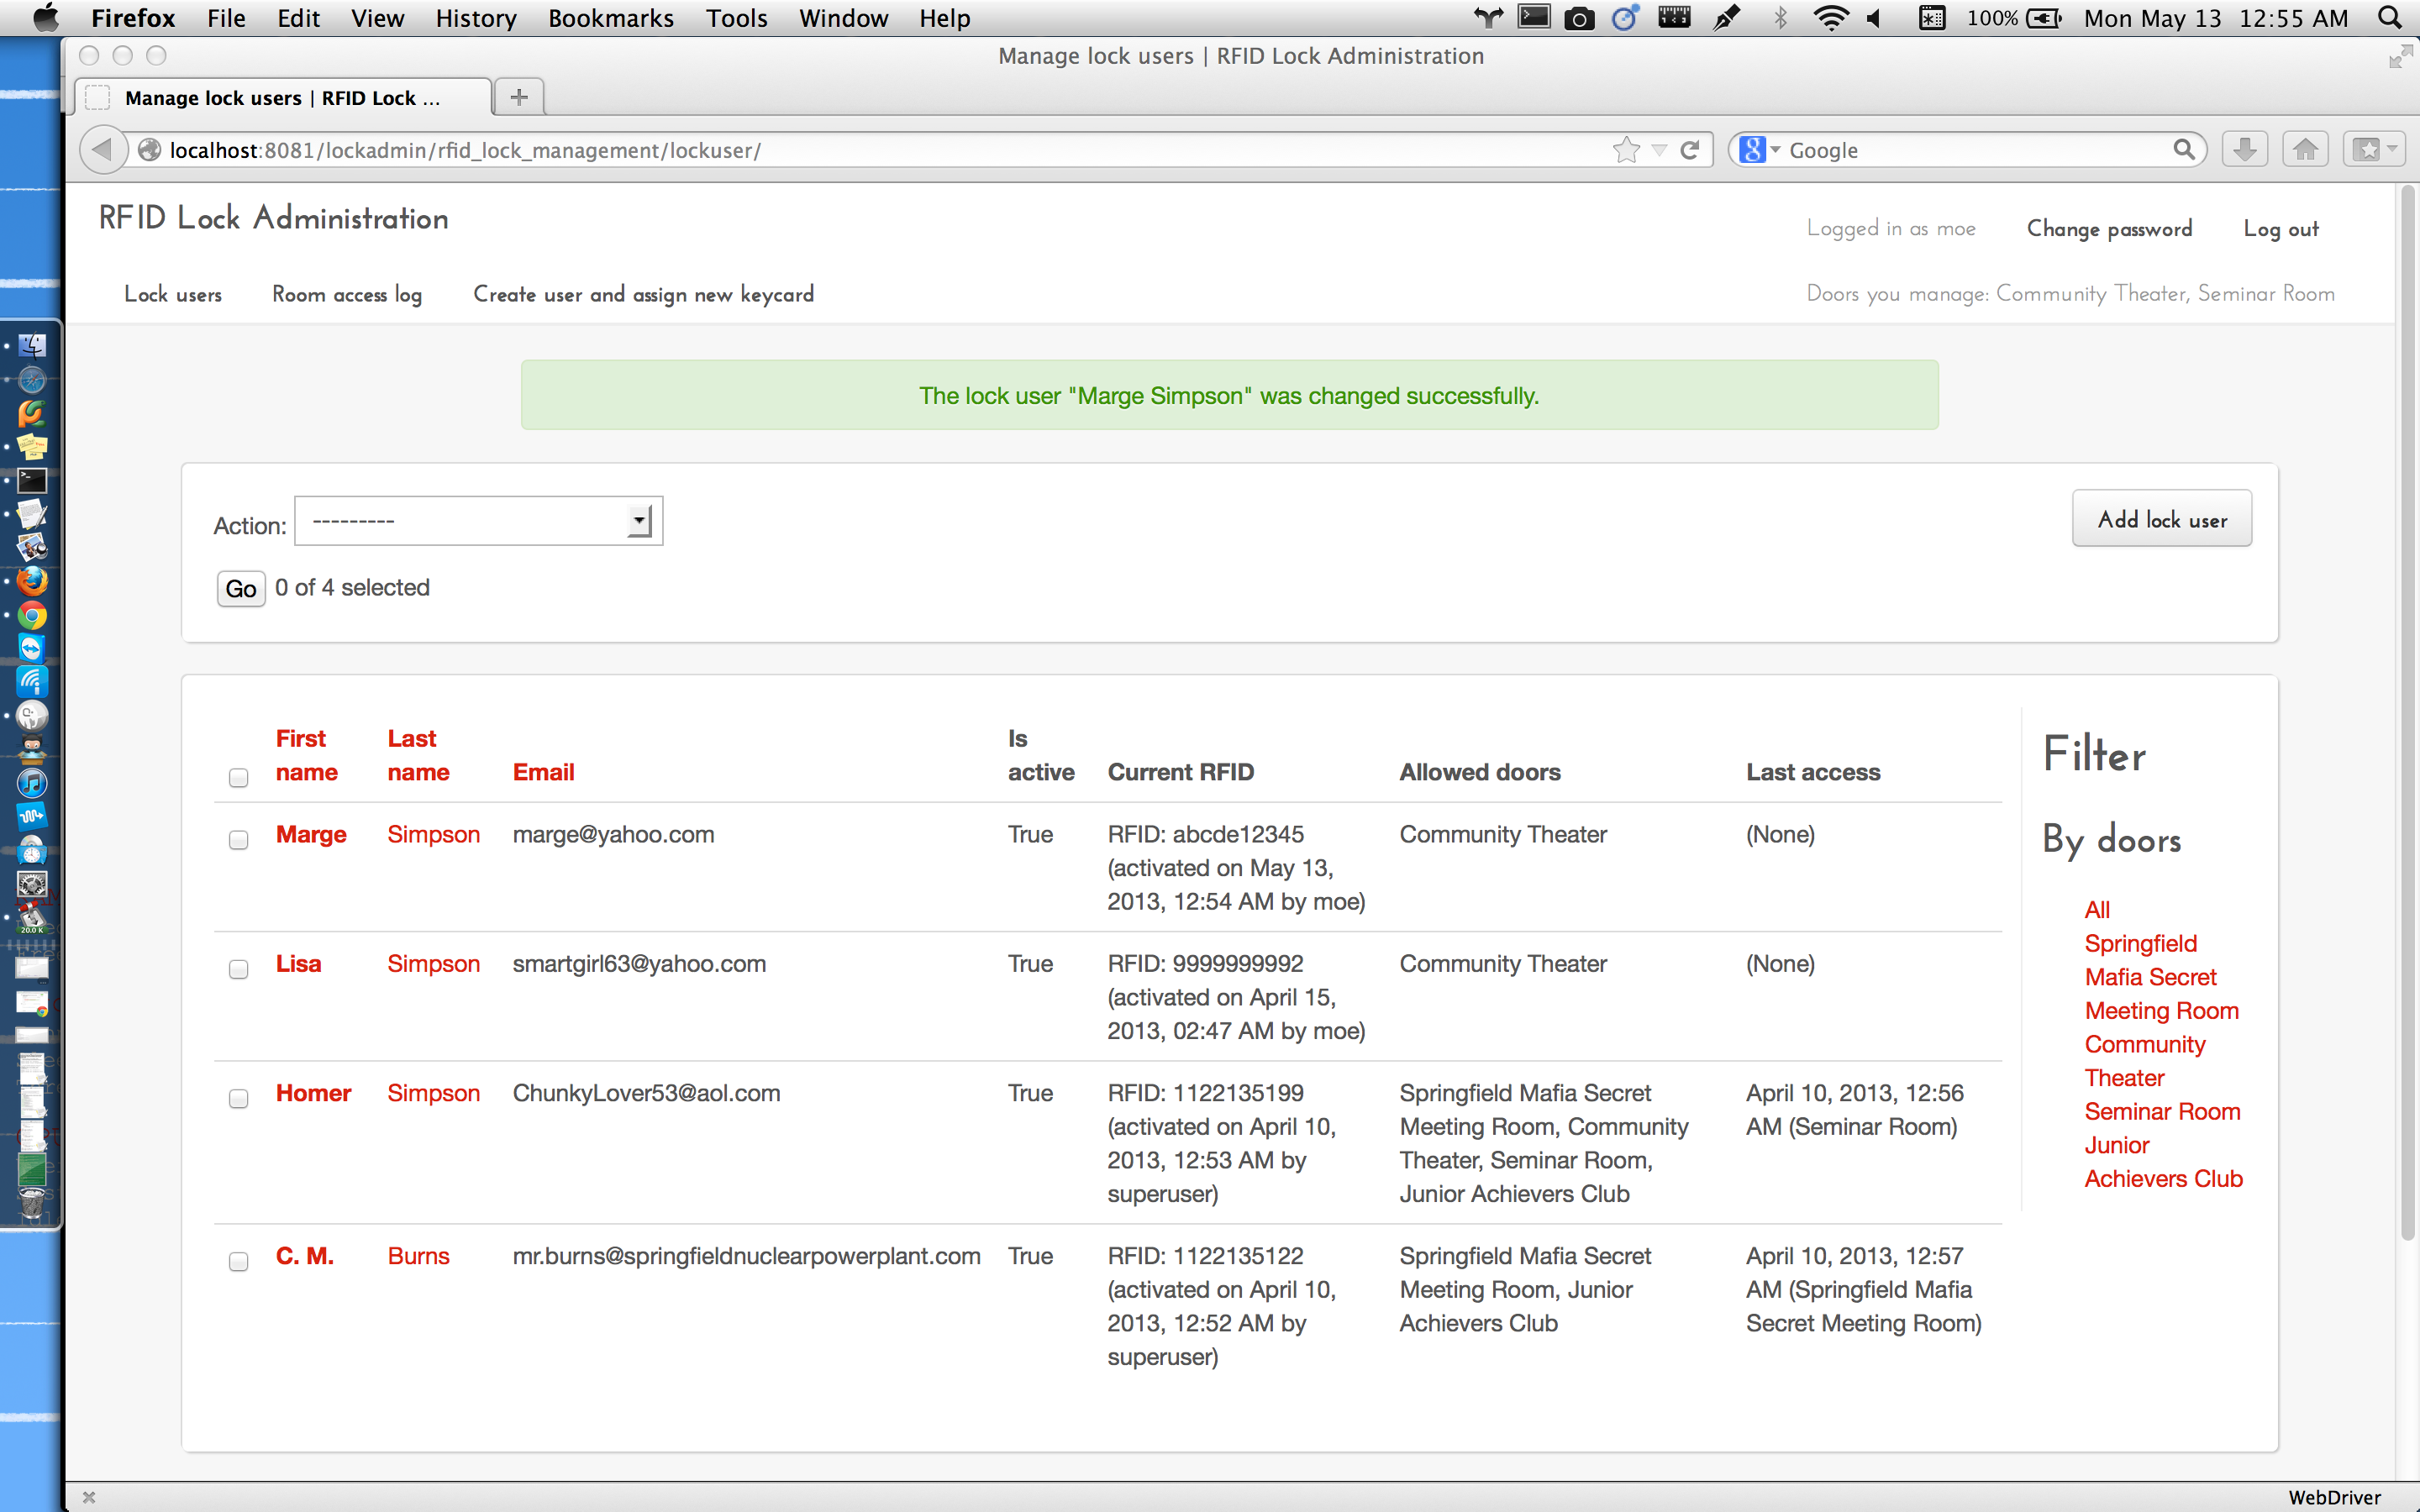 Firefox File Edit View History Bookmarks Tools Window Help 100% Mon May 13 12:55 AM
Manage lock users | RFID Lock Administration
Manage lock users | RFID Lock ...
localhost:8081/lockadmin/rfid_lock_management/lockuser/ Google
RFID Lock Administration
Logged in as moe Change password Log out
Lock users Room access log Create user and assign new keycard
Doors you manage: Community Theater, Seminar Room
The lock user "Marge Simpson" was changed successfully.
Action: --------- Add lock user
Go 0 of 4 selected
First name Last name Email Is active Current RFID Allowed doors Last access
Marge Simpson marge@yahoo.com True RFID: abcde12345 Community Theater (None)
(activated on May 13,
2013, 12:54 AM by moe)
Lisa Simpson smartgirl63@yahoo.com True RFID: 9999999992 Community Theater (None)
(activated on April 15,
2013, 02:47 AM by moe)
Homer Simpson ChunkyLover53@aol.com True RFID: 1122135199 Springfield Mafia Secret April 10, 2013, 12:56
(activated on April 10, Meeting Room, Community AM (Seminar Room)
2013, 12:53 AM by Theater, Seminar Room,
superuser) Junior Achievers Club
C. M. Burns mr.burns@springfieldnuclearpowerplant.com True RFID: 1122135122 Springfield Mafia Secret April 10, 2013, 12:57
(activated on April 10, Meeting Room, Junior AM (Springfield Mafia
2013, 12:52 AM by Achievers Club Secret Meeting Room)
superuser)
Filter
By doors
All
Springfield
Mafia Secret
Meeting Room
Community
Theater
Seminar Room
Junior
Achievers Club
20.0 K
WebDriver